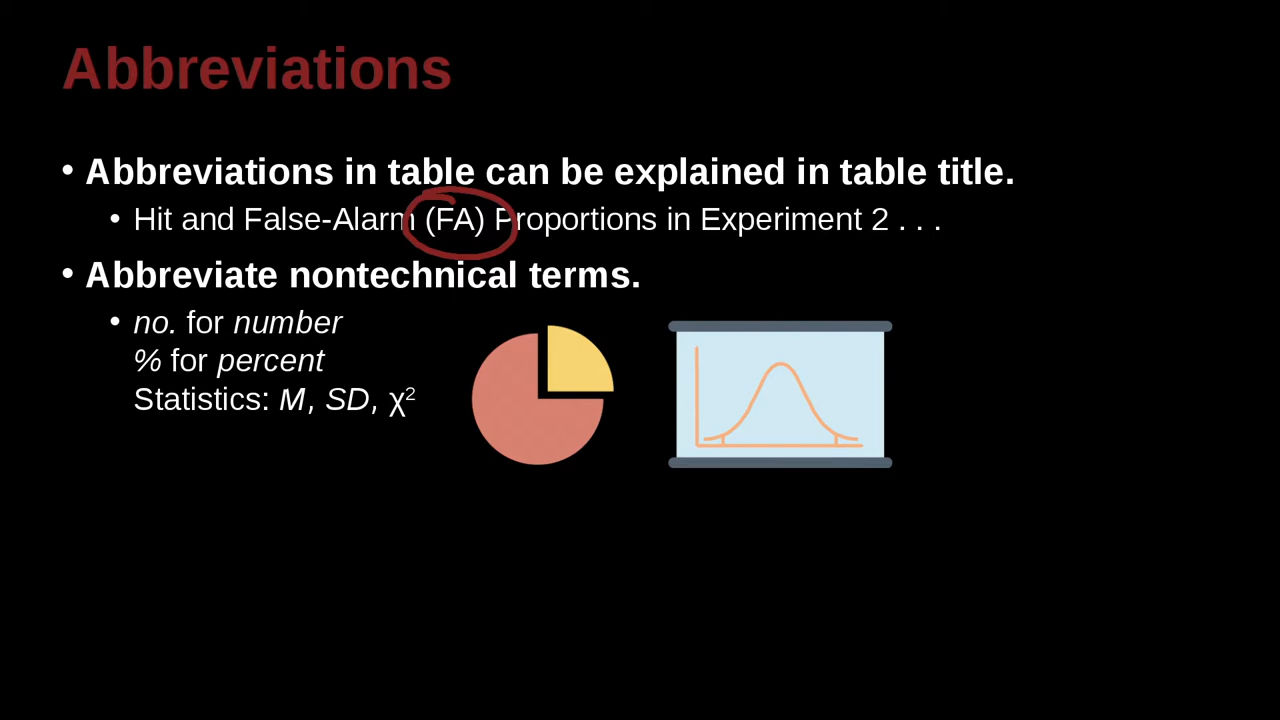 Abbreviations
• Abbreviations in table can be explained in table title.
• Hit and False-Alarm (FA) Proportions in Experiment 2 . . .
• Abbreviate nontechnical terms.
• no. for number
% for percent
Statistics: M, SD, χ²